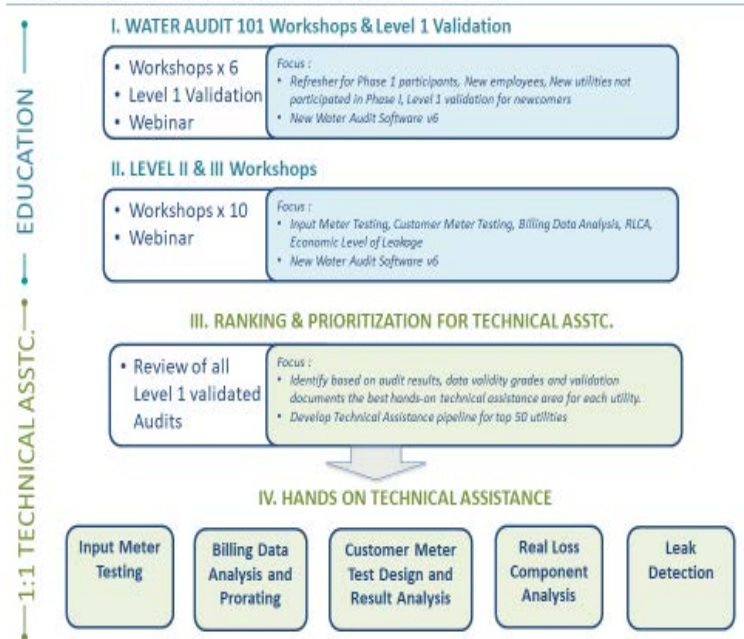 I. WATER AUDIT 101 Workshops & Level 1 Validation
• Workshops x 6
• Level 1 Validation
• Webinar
Focus :
• Refresher for Phase 1 participants, New employees, New utilities not
participated in Phase I, Level 1 validation for newcomers
• New Water Audit Software v6
II. LEVEL II & III Workshops
• Workshops x 10
• Webinar
Focus :
• Input Meter Testing, Customer Meter Testing, Billing Data Analysis, RLCA,
Economic Level of Leakage
• New Water Audit Software v6
EDUCATION
III. RANKING & PRIORITIZATION FOR TECHNICAL ASSTC.
• Review of all
Level 1 validated
Audits
Focus :
• Identify based on audit results, data validity grades and validation
documents the best hands-on technical assistance area for each utility.
• Develop Technical Assistance pipeline for top 50 utilities
IV. HANDS ON TECHNICAL ASSISTANCE
Input Meter
Testing
Billing Data
Analysis and
Prorating
Customer Meter
Test Design and
Result Analysis
Real Loss
Component
Analysis
Leak
Detection
1:1 TECHNICAL ASSTC.